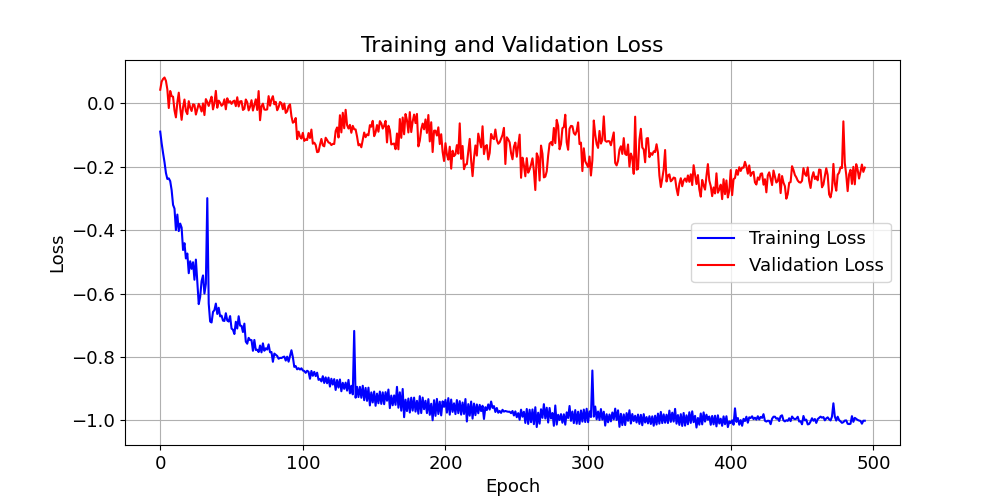 Training and Validation Loss
Loss
0.0
−0.2
−0.4
−0.6
−0.8
−1.0
Training Loss
Validation Loss
0
100
200
300
400
500
Epoch